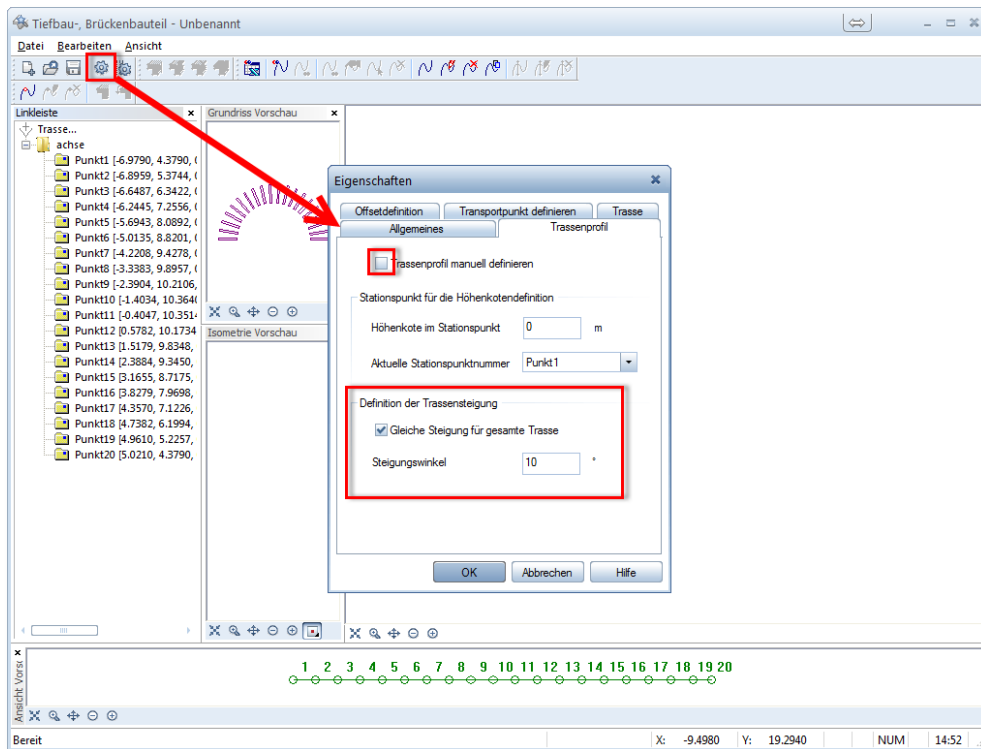 Tiefbau-, Brückenbauteil - Unbenannt
Datei Bearbeiten Ansicht
Linkleiste
Trasse...
achse
Punkt1 [-6.9790, 4.3790, (
Punkt2 [-6.8959, 5.3744, (
Punkt3 [-6.6487, 6.3422, (
Punkt4 [-6.2445, 7.2556, (
Punkt5 [-5.6943, 8.0892, (
Punkt6 [-5.0135, 8.8201, (
Punkt7 [-4.2208, 9.4278, (
Punkt8 [-3.3383, 9.8957, (
Punkt9 [-2.3904, 10.2106,
Punkt10 [-1.4034, 10.364(
Punkt11 [-0.4047, 10.351
Punkt12 [0.5782, 10.1734
Punkt13 [1.5179, 9.8348,
Punkt14 [2.3884, 9.3450,
Punkt15 [3.1655, 8.7175,
Punkt16 [3.8279, 7.9698,
Punkt17 [4.3570, 7.1226,
Punkt18 [4.7382, 6.1994,
Punkt19 [4.9610, 5.2257,
Punkt20 [5.0210, 4.3790,
Grundriss Vorschau
Isometrie Vorschau
Eigenschaften
Offsetdefinition Transportpunkt definieren Trasse
Allgemeines Trassenprofil
Trassenprofil manuell definieren
Stationspunkt für die Höhenkotendefinition
Höhenkote im Stationspunkt 0 m
Aktuelle Stationspunktnummer Punkt1
Definition der Trassensteigung
Gleiche Steigung für gesamte Trasse
Steigungswinkel 10 °
OK Abbrechen Hilfe
Ansicht Vorsc
1 2 3 4 5 6 7 8 9 10 11 12 13 14 15 16 17 18 19 20
Bereit X: -9.4980 Y: 19.2940 NUM 14:52